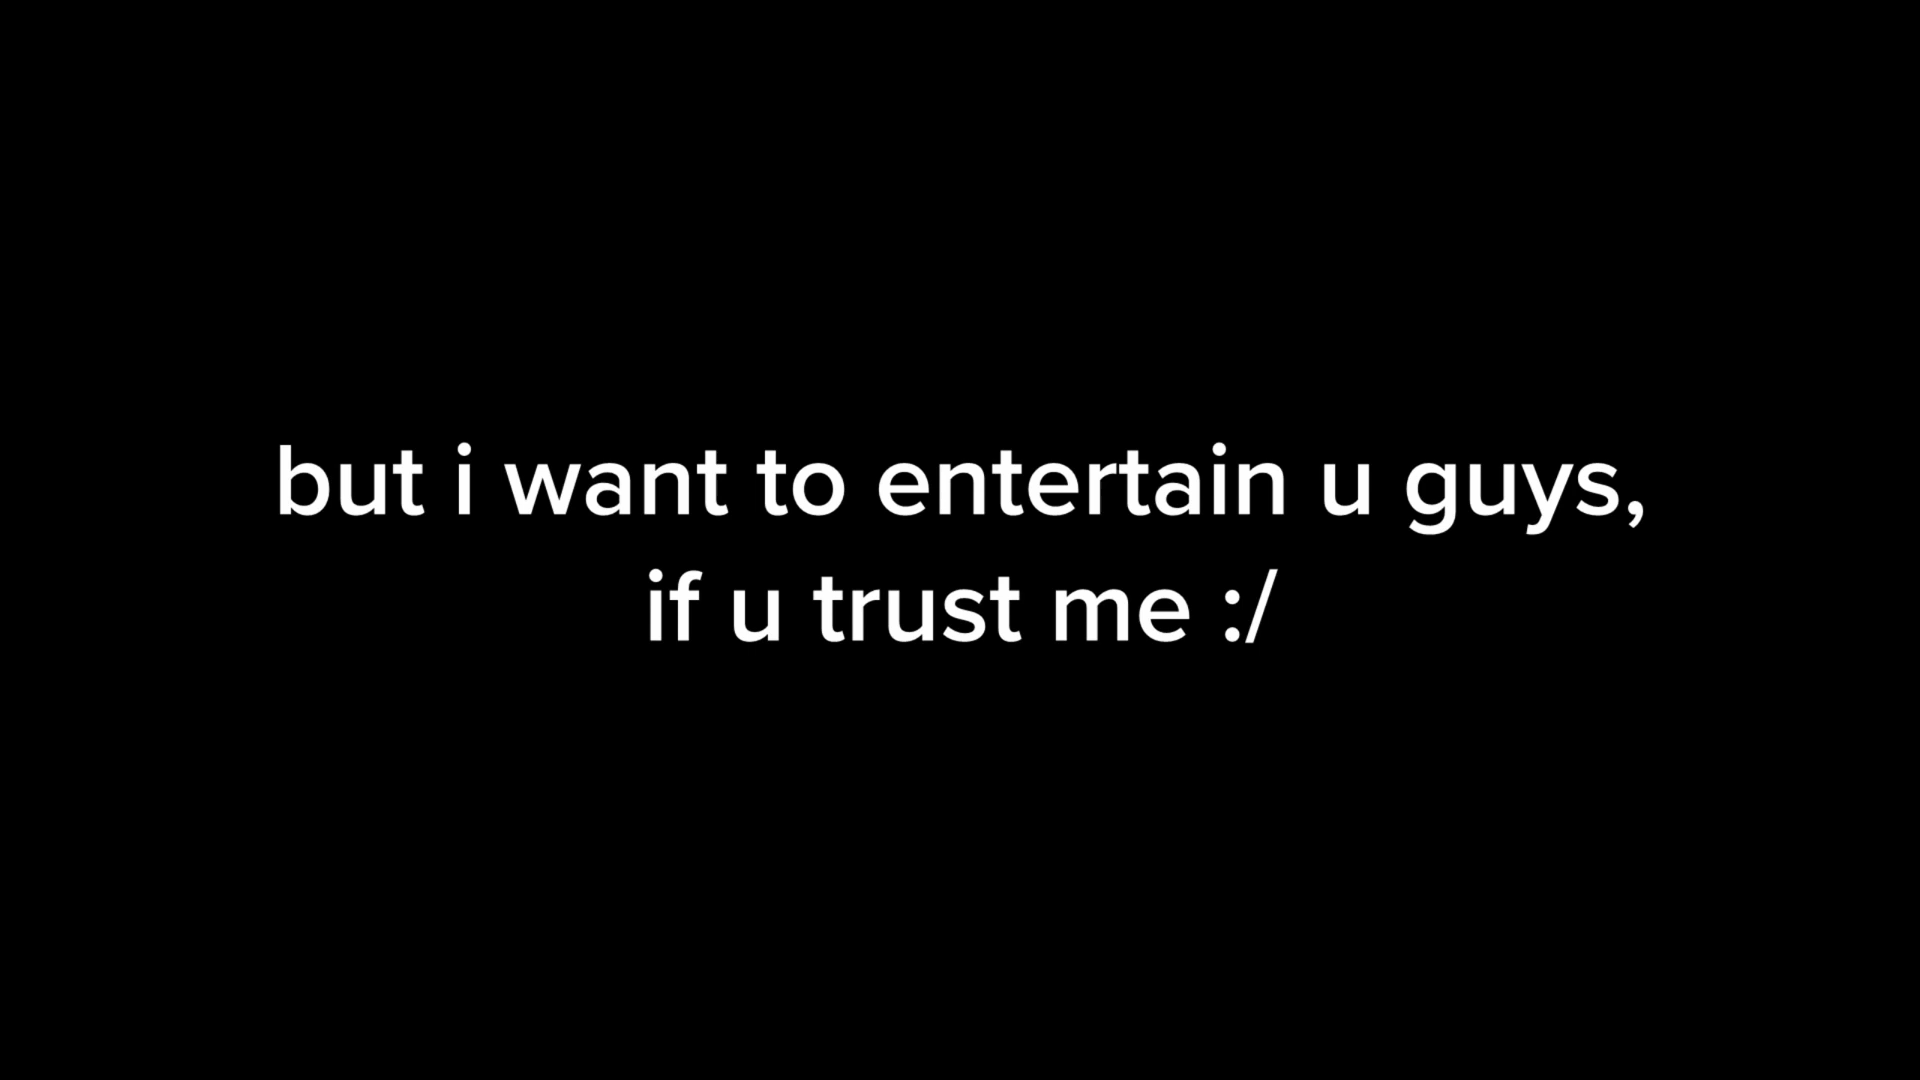 but i want to entertain u guys,
if u trust me :/